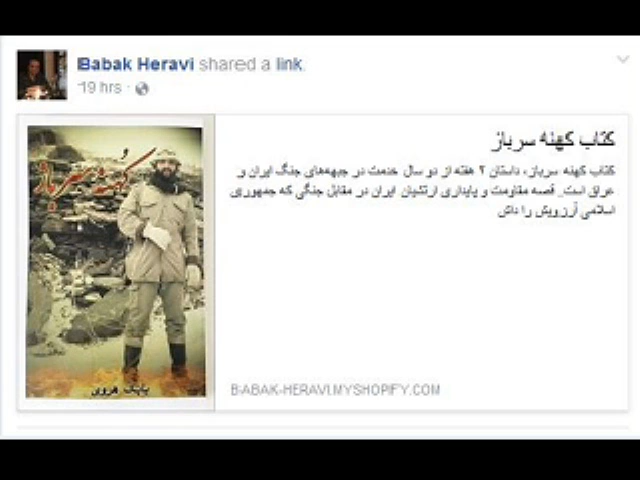 Babak Heravi shared a link.
19 hrs ·
کُهنه سرباز
بابک هروی
کتاب کهنه سرباز
کتاب کهنه سرباز، داستان ۲ هفته از دو سال خدمت در جبهه‌های جنگ ایران و
عراق است_ قصه مقاومت و پایداری ارتشیان ایران در مقابل جنگی که جمهوری
اسلامی آرزویش را داش
BABAK-HERAVI.MYSHOPIFY.COM